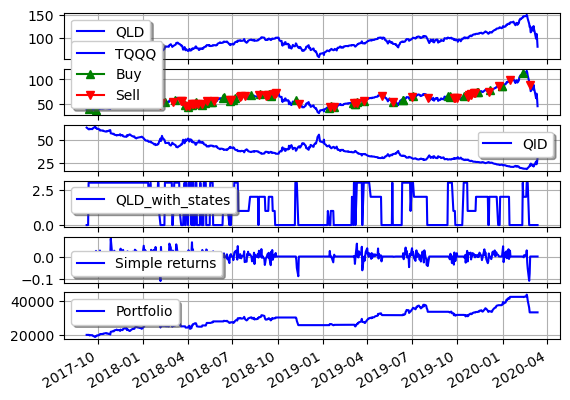 150
100
QLD
TQQQ
Buy
Sell
100
50
50
25
QID
2.5
0.0
QLD_with_states
0.0
−0.1
Simple returns
40000
20000
Portfolio
2017-10
2018-01
2018-04
2018-07
2018-10
2019-01
2019-04
2019-07
2019-10
2020-01
2020-04